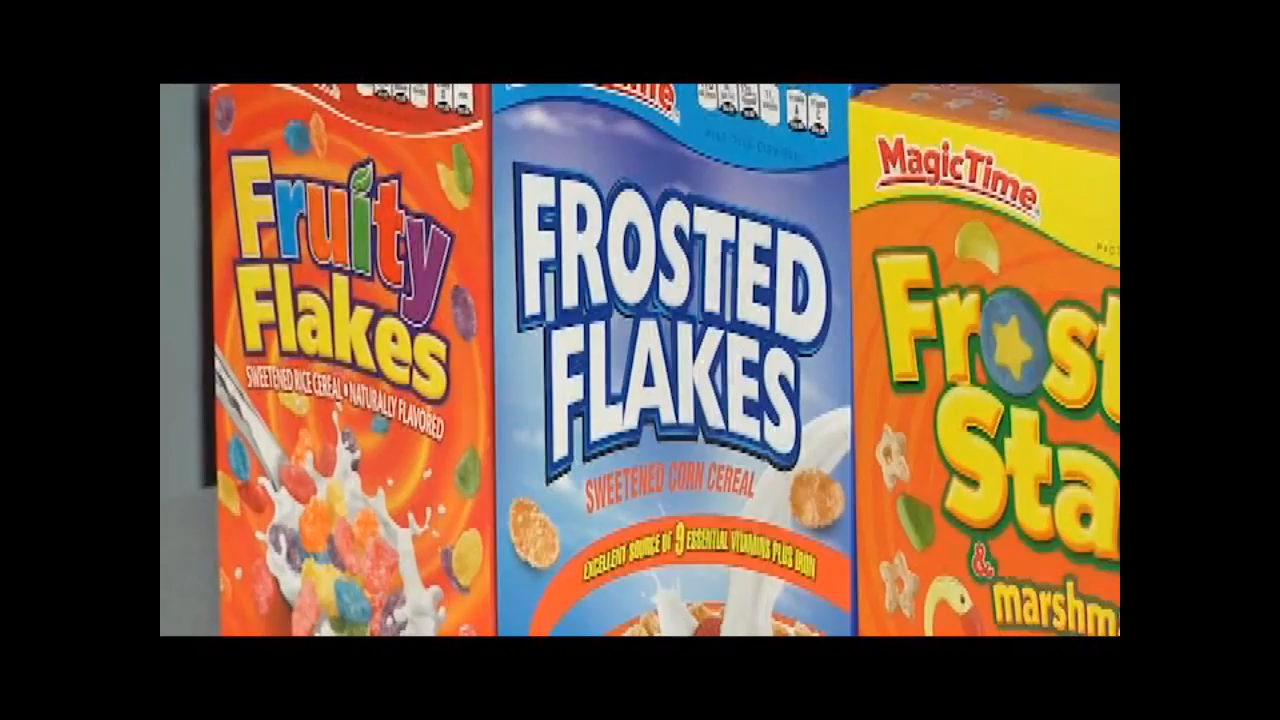 Fruity
Flakes
SWEETENED RICE CEREAL • NATURALLY FLAVORED
FROSTED
FLAKES
SWEETENED CORN CEREAL
EXCELLENT SOURCE OF 9 ESSENTIAL VITAMINS PLUS IRON
MagicTime
Frost
Sta
&
marshm